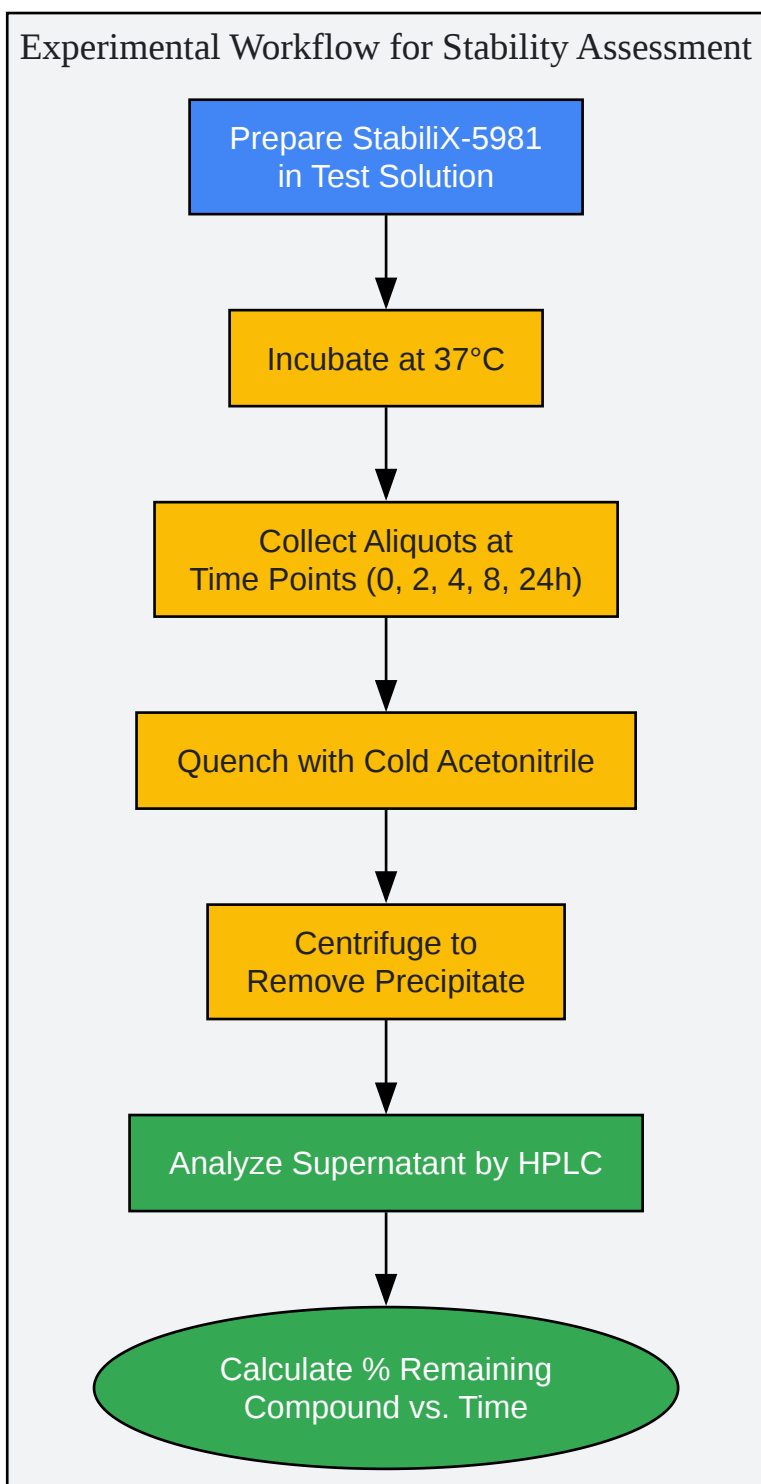 Experimental Workflow for Stability Assessment
Prepare StabiliX-5981
in Test Solution
Incubate at 37°C
Collect Aliquots at
Time Points (0, 2, 4, 8, 24h)
Quench with Cold Acetonitrile
Centrifuge to
Remove Precipitate
Analyze Supernatant by HPLC
Calculate % Remaining
Compound vs. Time